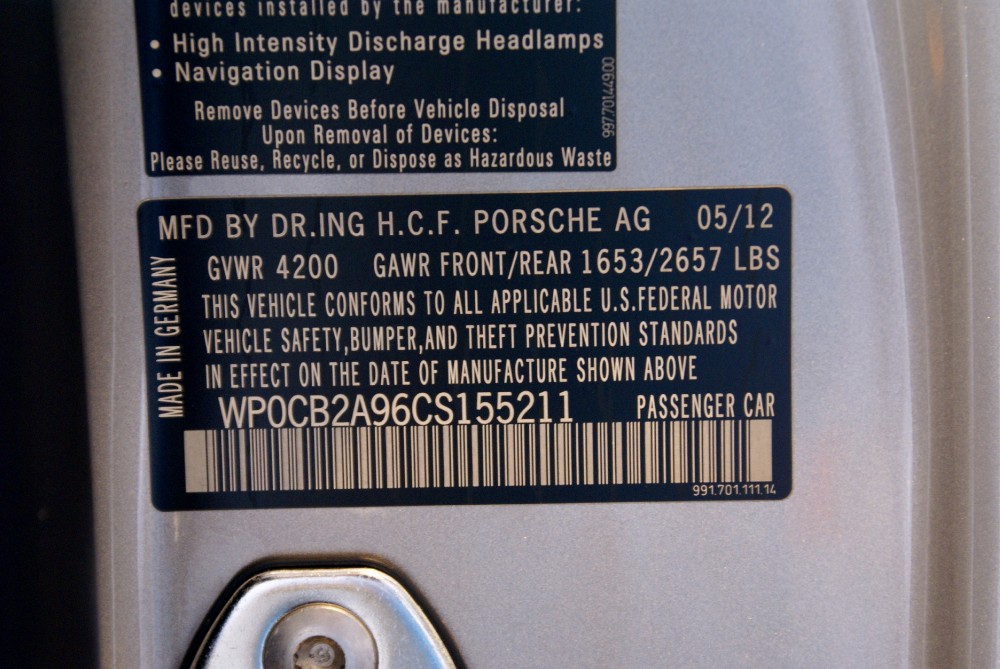 devices installed by the manufacturer:
• High Intensity Discharge Headlamps
• Navigation Display
Remove Devices Before Vehicle Disposal
Upon Removal of Devices:
Please Reuse, Recycle, or Dispose as Hazardous Waste
997.701.449.00
MFD BY DR.ING H.C.F. PORSCHE AG 05/12
GVWR 4200 GAWR FRONT/REAR 1653/2657 LBS
THIS VEHICLE CONFORMS TO ALL APPLICABLE U.S.FEDERAL MOTOR
VEHICLE SAFETY,BUMPER,AND THEFT PREVENTION STANDARDS
IN EFFECT ON THE DATE OF MANUFACTURE SHOWN ABOVE
MADE IN GERMANY
WP0CB2A96CS155211 PASSENGER CAR
991.701.111.14